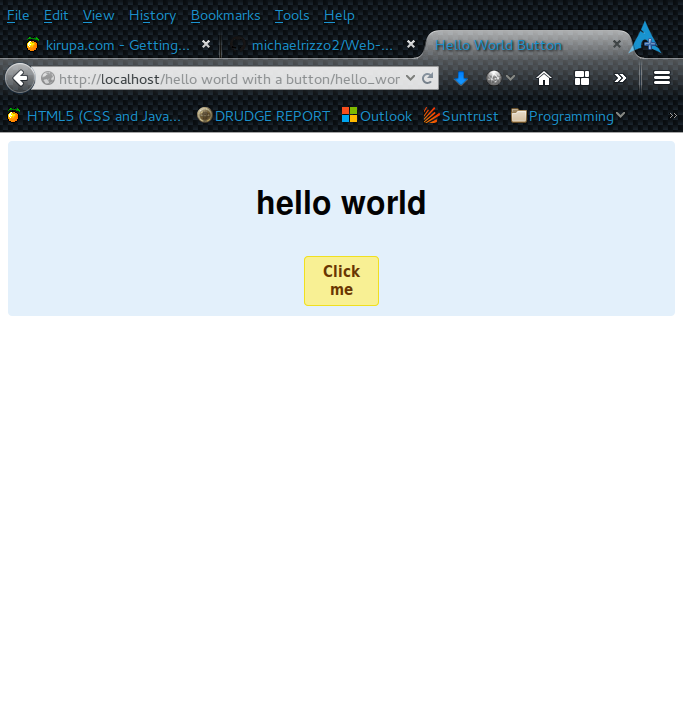 File Edit View History Bookmarks Tools Help
kirupa.com - Getting... michaelrizzo2/Web-... Hello World Button
http://localhost/hello world with a button/hello_wor
HTML5 (CSS and Java... DRUDGE REPORT Outlook Suntrust Programming
hello world
Click
me